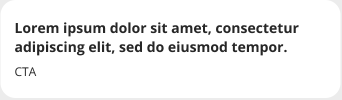 Lorem ipsum dolor sit amet, consectetur
adipiscing elit, sed do eiusmod tempor.
CTA